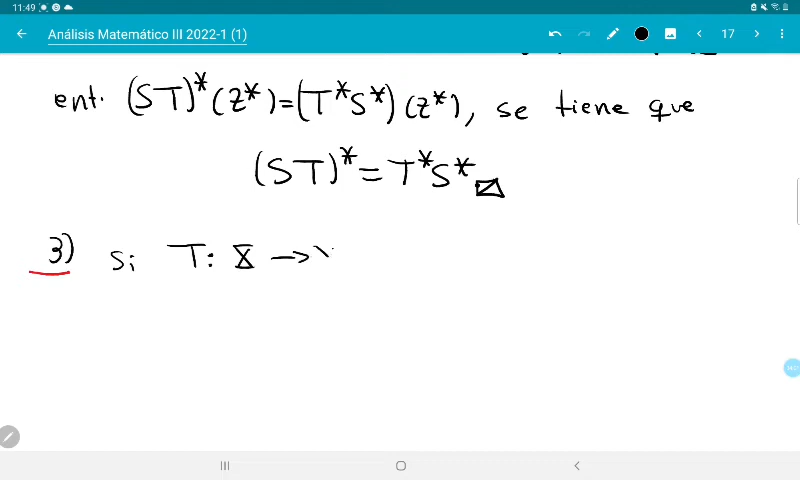 11:49
Análisis Matemático III 2022-1 (1)
17
ent. (ST)*(Z*)=(T*S*)(Z*), se tiene que
(ST)*=T*S*
3) Si T: X →